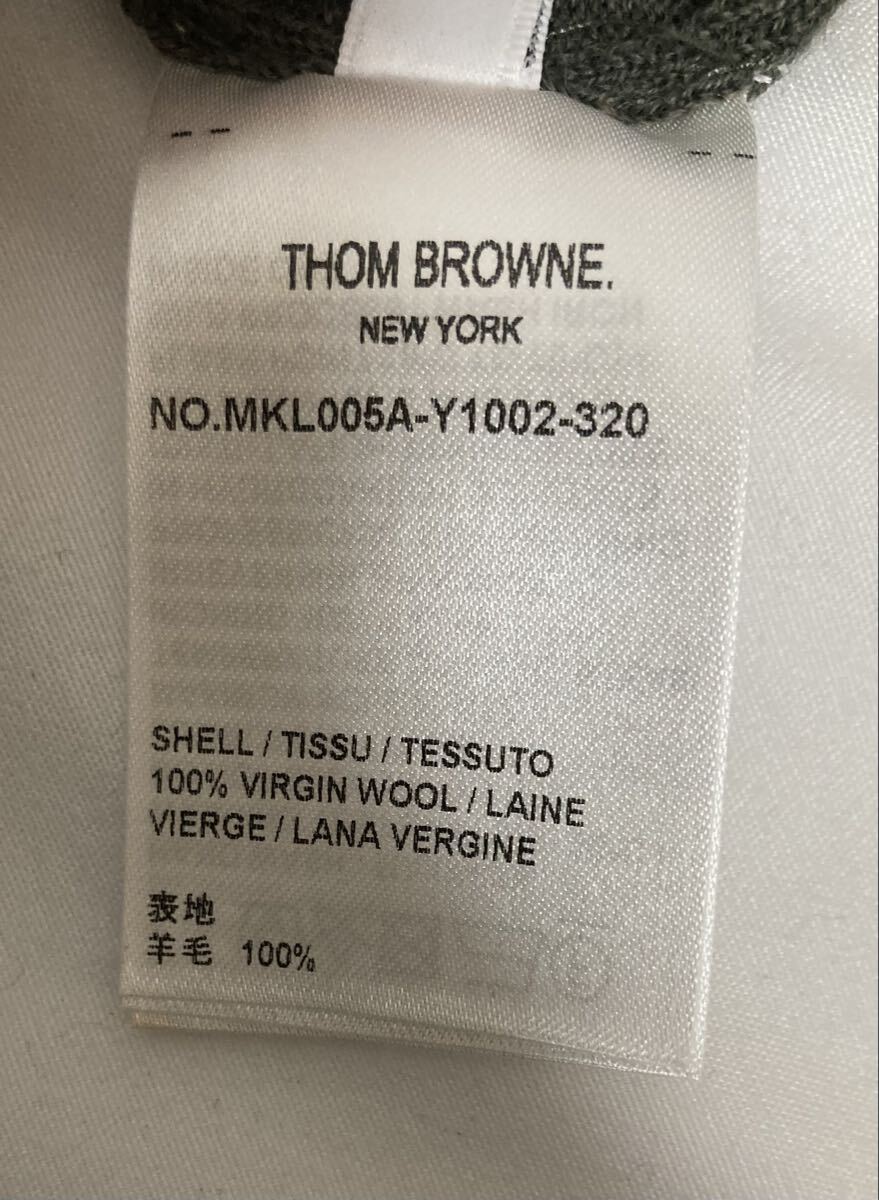 THOM BROWNE.
NEW YORK
NO.MKL005A-Y1002-320
SHELL / TISSU / TESSUTO
100% VIRGIN WOOL / LAINE
VIERGE / LANA VERGINE
表地
羊毛 100%